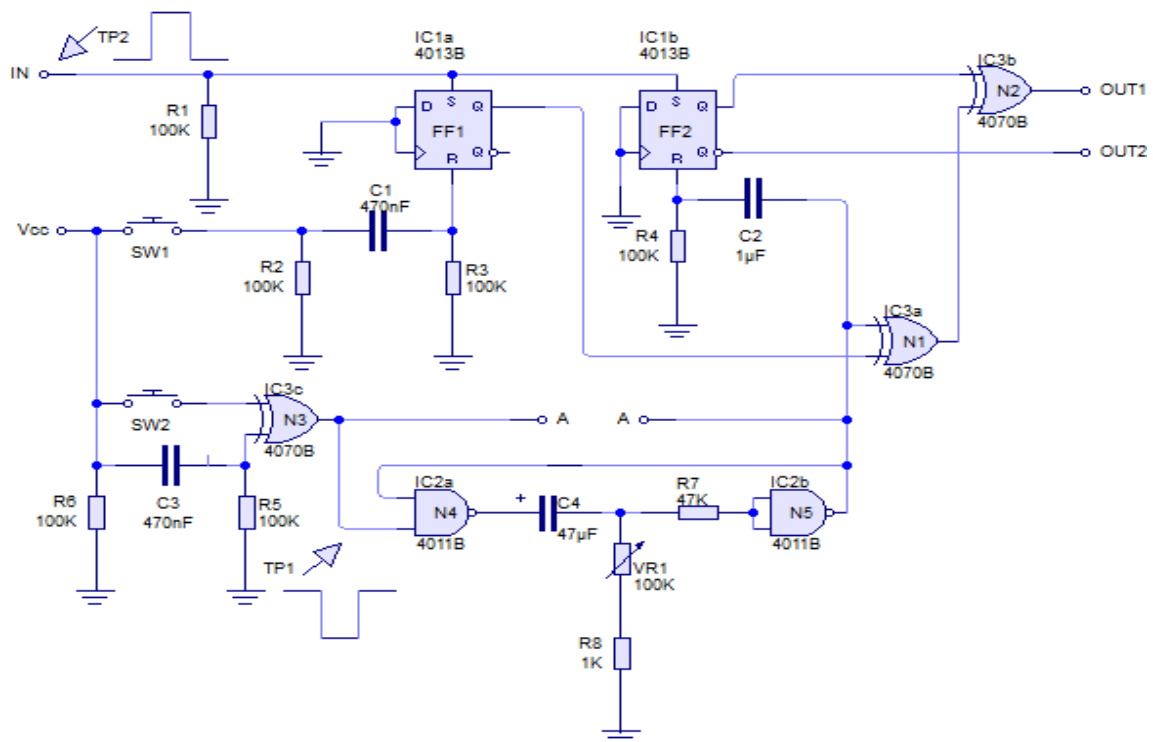 IC1a
4013B
IC1b
4013B
TP2
IN
IC3b
N2
4070B
OUT1
OUT2
R1
100K
D
S
Q
FF1
R
Q
D
S
Q
FF2
R
Q
Vcc
SW1
C1
470nF
R2
100K
R3
100K
R4
100K
C2
1µF
IC3a
N1
4070B
SW2
IC3c
N3
4070B
A
A
R6
100K
C3
470nF
R5
100K
IC2a
N4
4011B
+
C4
47µF
R7
47K
IC2b
N5
4011B
TP1
VR1
100K
R8
1K